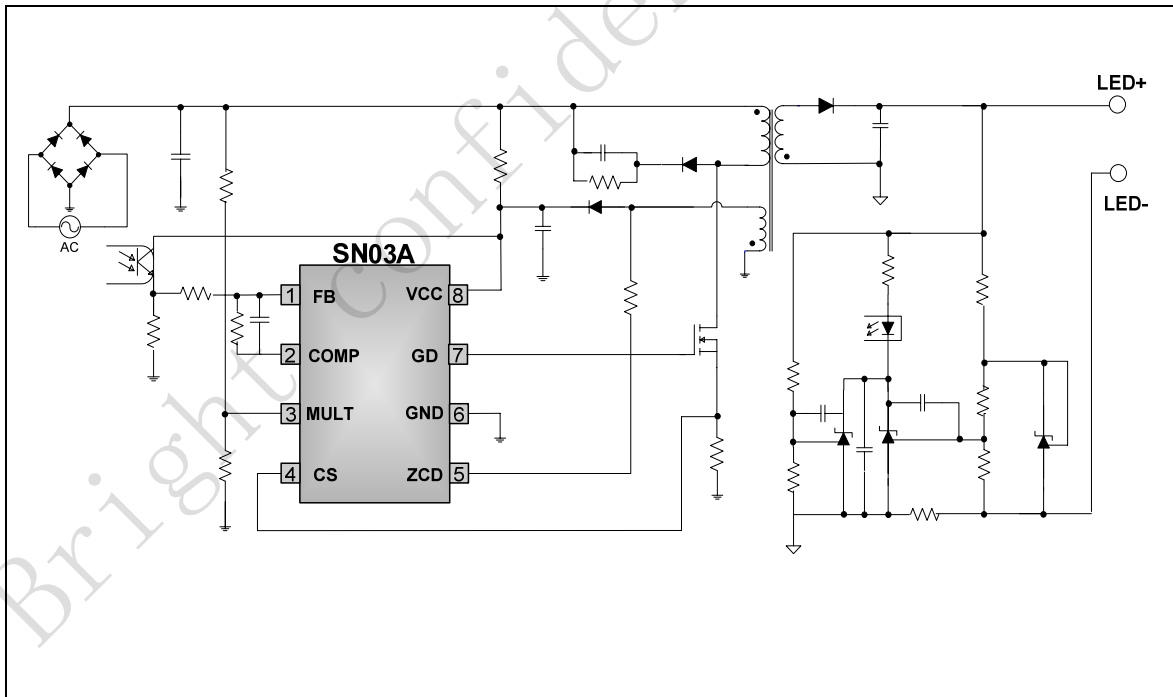 LED+
LED-
AC
SN03A
1 FB
VCC 8
2 COMP
GD 7
3 MULT
GND 6
4 CS
ZCD 5
Bright confiden